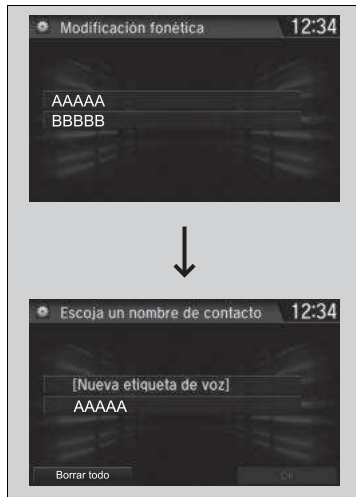 Modificación fonética 12:34
AAAAA
BBBBB
Escoja un nombre de contacto 12:34
[Nueva etiqueta de voz]
AAAAA
Borrar todo
OK